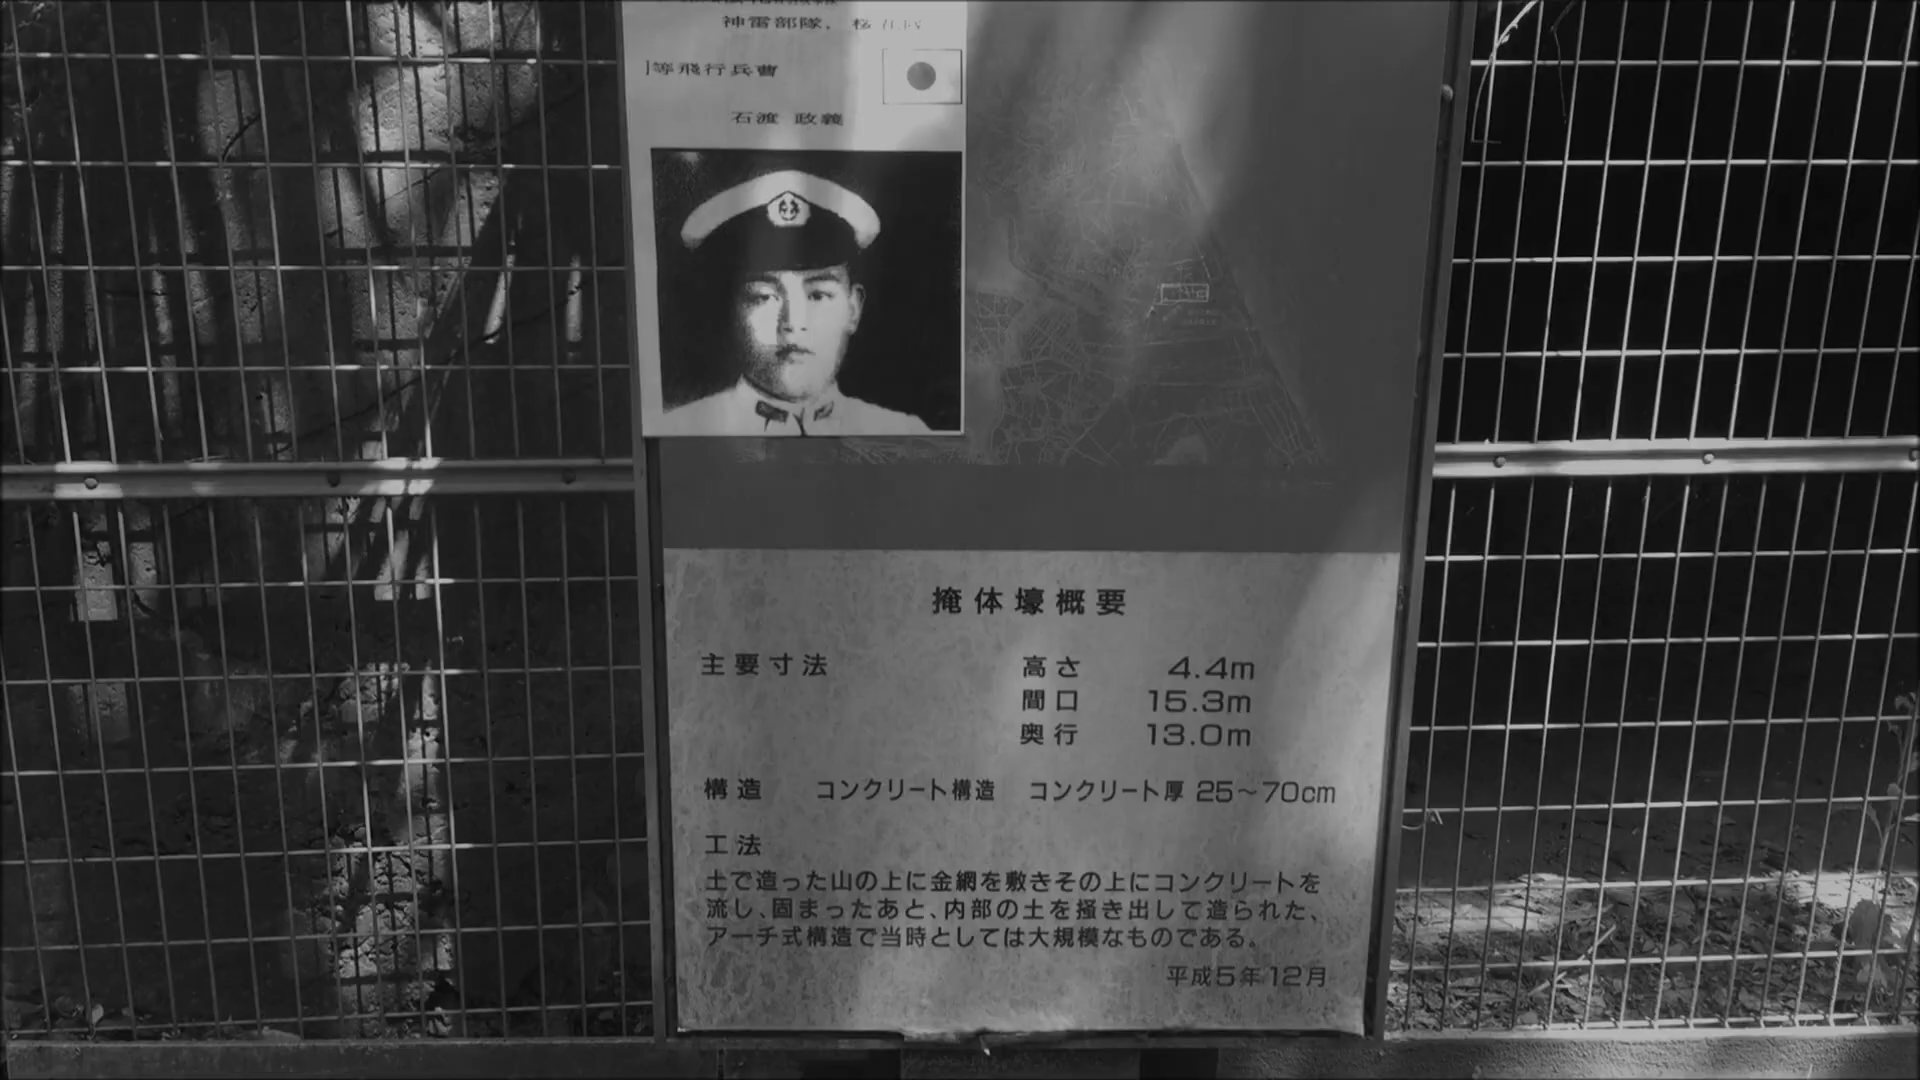 神雷部隊,
等飛行兵曹
石渡 政義
掩体壕概要
主要寸法 高さ 4.4m
間口 15.3m
奥行 13.0m
構造 コンクリート構造 コンクリート厚 25～70cm
工法
土で造った山の上に金網を敷きその上にコンクリートを
流し、固まったあと、内部の土を掻き出して造られた、
アーチ式構造で当時としては大規模なものである。
平成5年12月